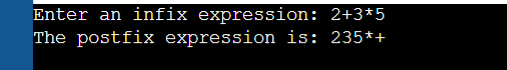 Enter an infix expression: 2+3*5
The postfix expression is: 235*+